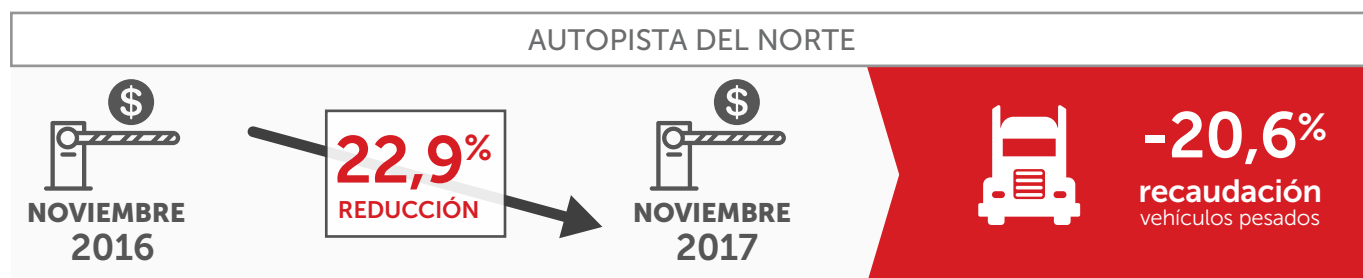 AUTOPISTA DEL NORTE
$
NOVIEMBRE
2016
22,9%
REDUCCIÓN
$
NOVIEMBRE
2017
-20,6%
recaudación
vehículos pesados